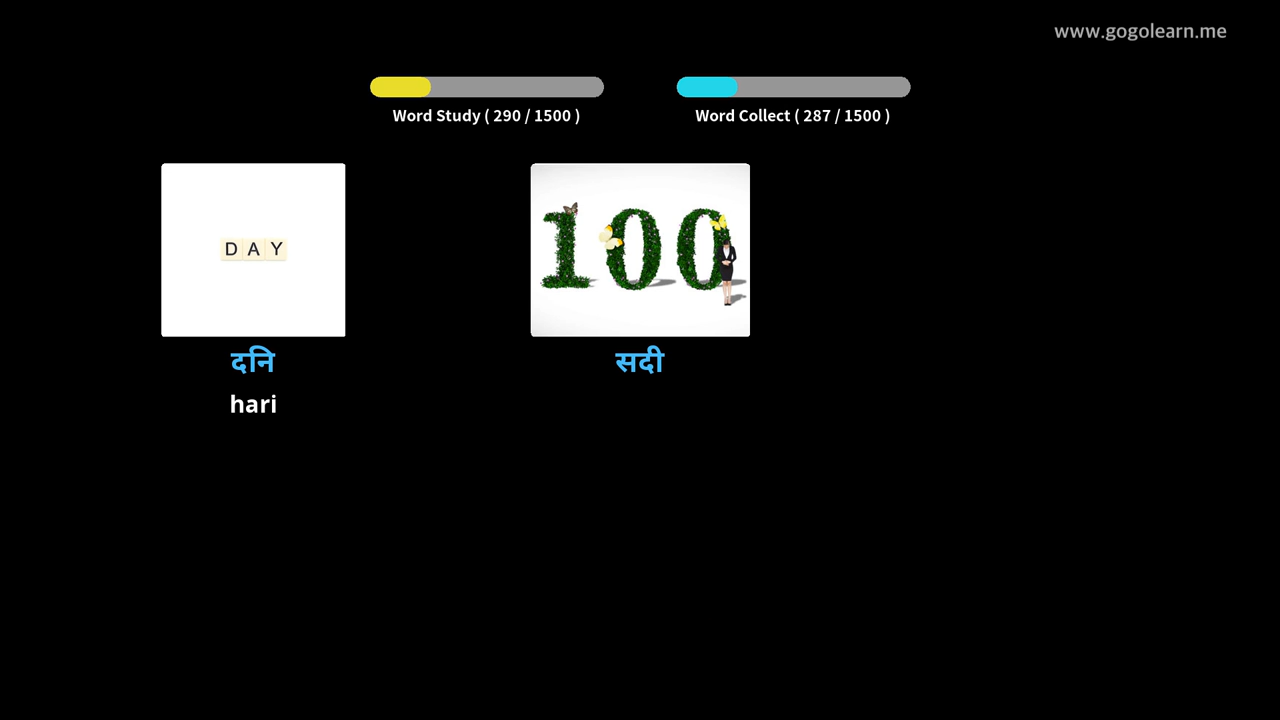 www.gogolearn.me
Word Study ( 290 / 1500 )
Word Collect ( 287 / 1500 )
DAY
100
दनि
सदी
hari